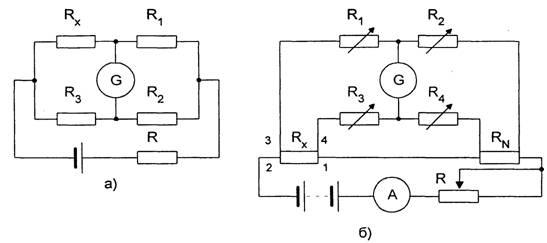 Rx R1
G
R3 R2
R
а)
R1 R2
G
R3 R4
3 Rx 4 RN
2 1
A R
б)